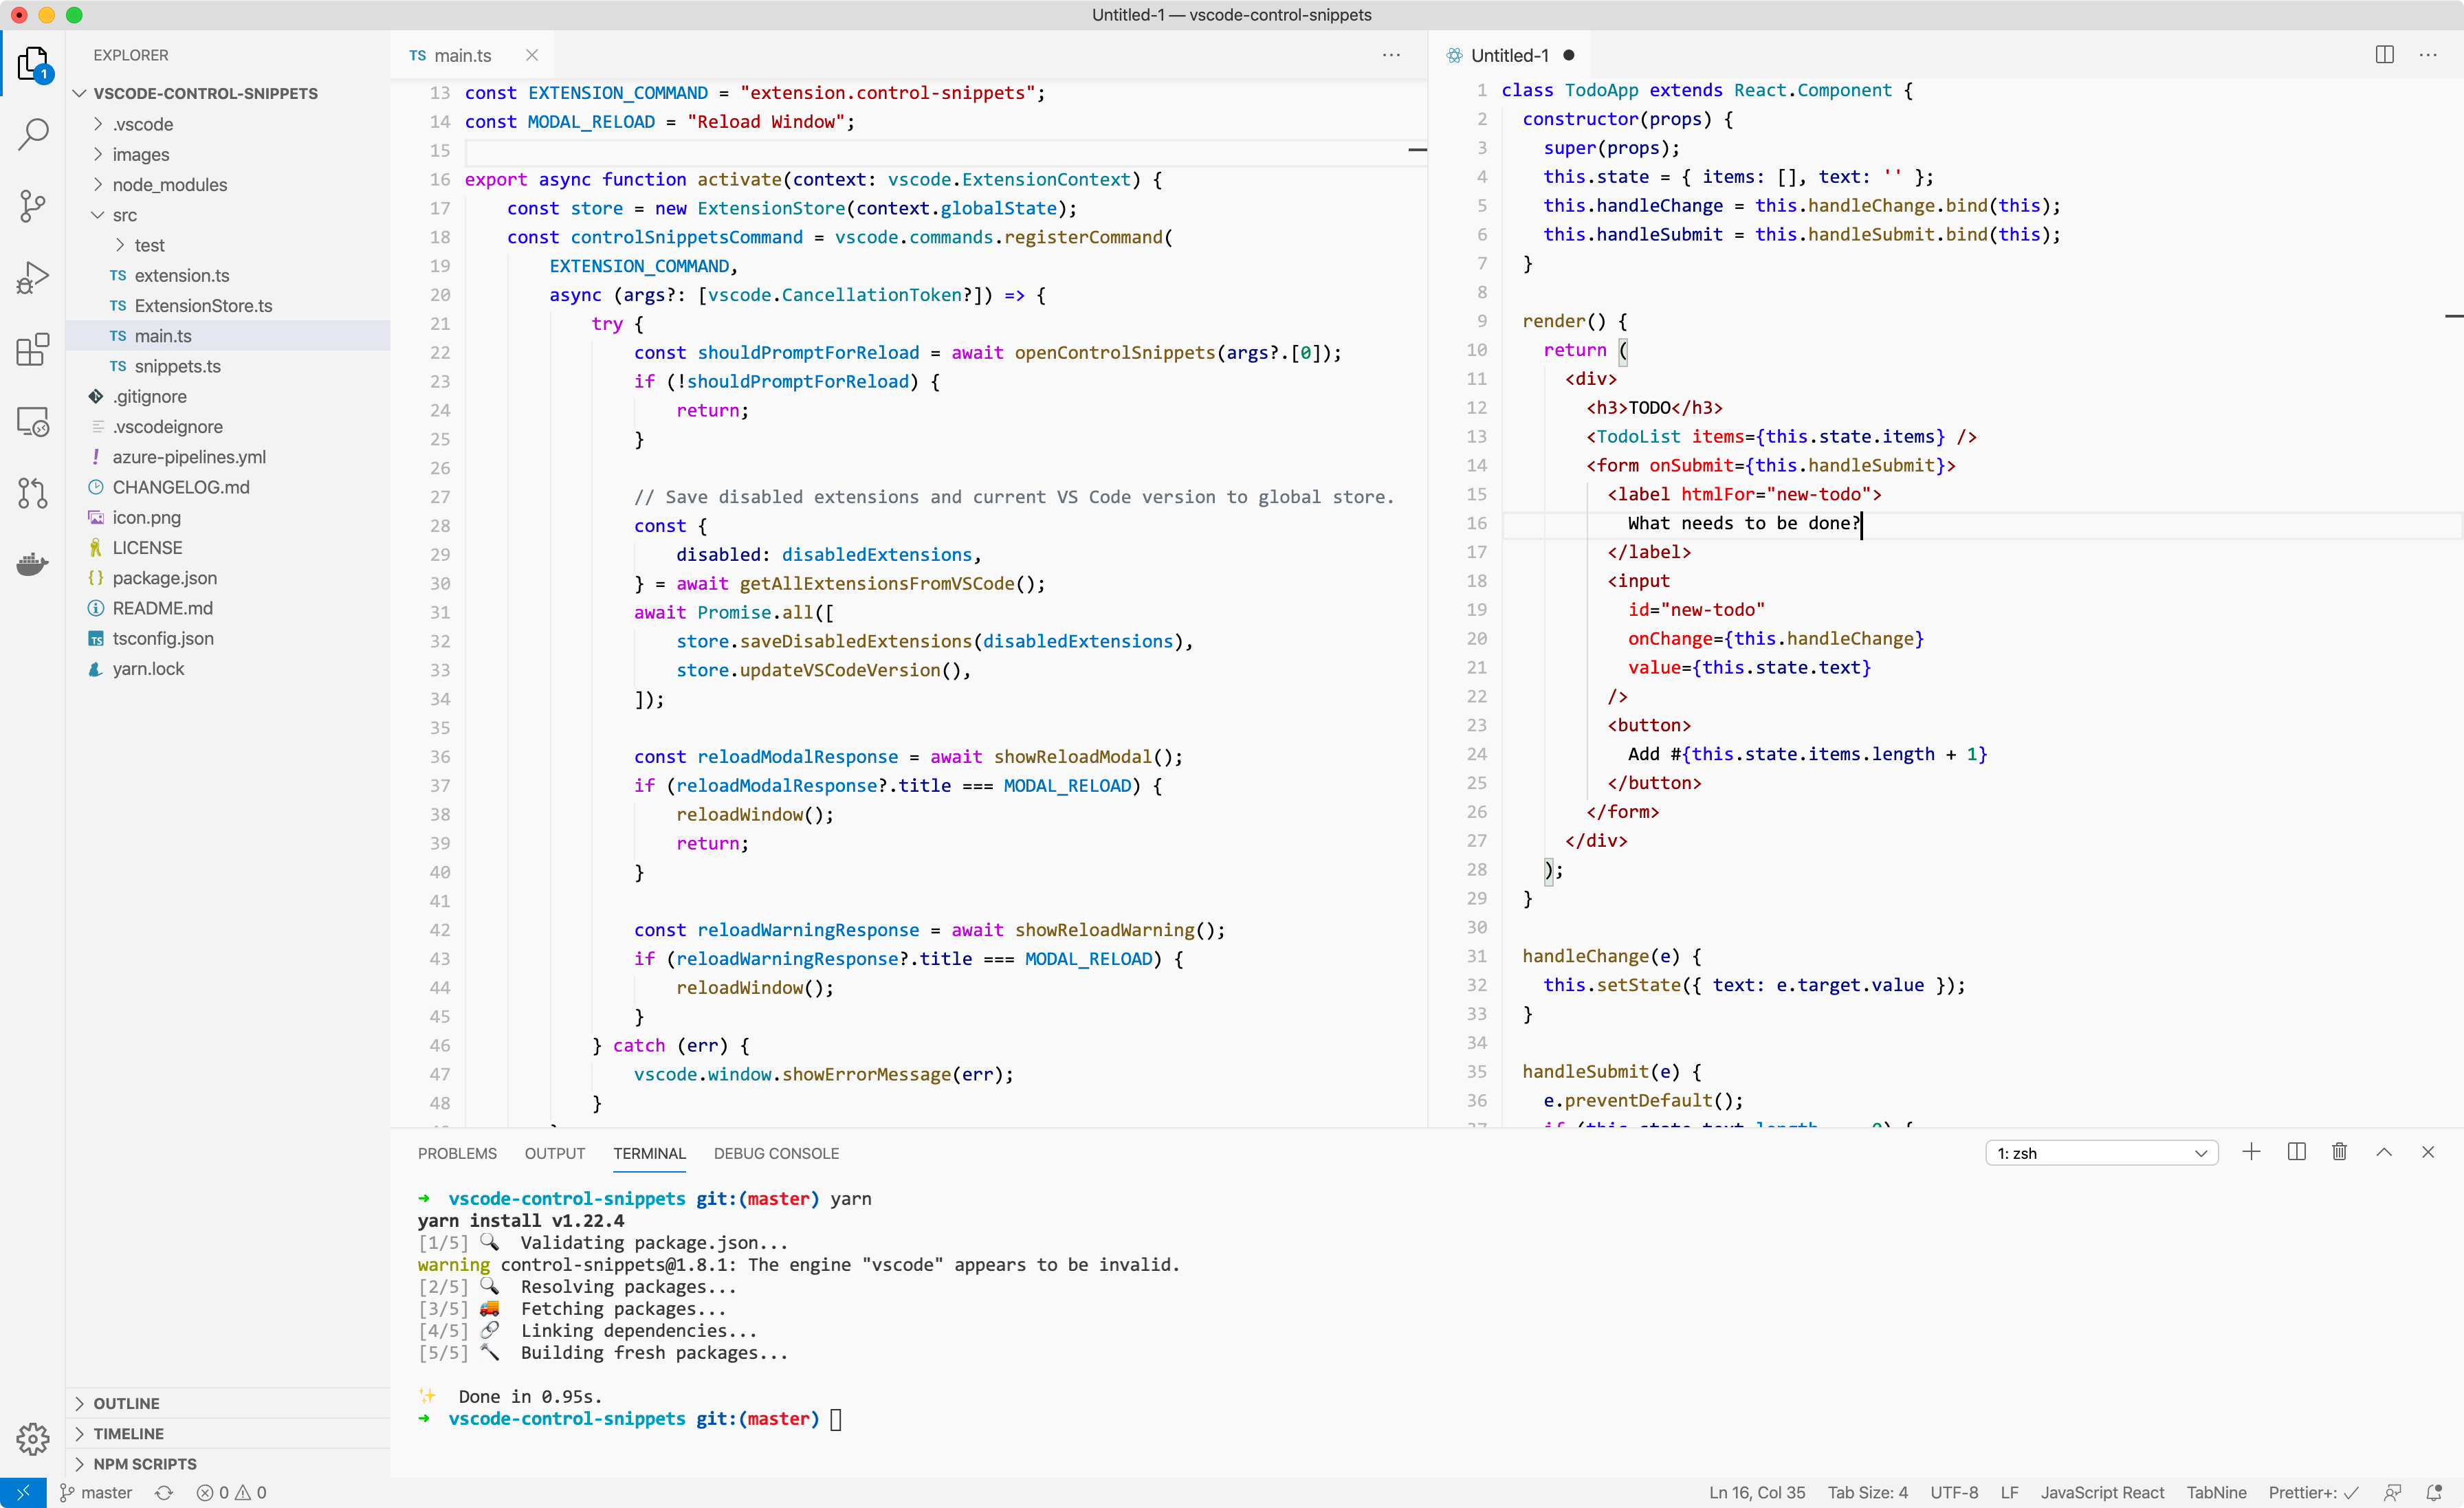 Untitled-1 — vscode-control-snippets
1
EXPLORER
VSCODE-CONTROL-SNIPPETS
.vscode
images
node_modules
src
test
TS extension.ts
TS ExtensionStore.ts
TS main.ts
TS snippets.ts
.gitignore
.vscodeignore
! azure-pipelines.yml
CHANGELOG.md
icon.png
LICENSE
{} package.json
README.md
TS tsconfig.json
yarn.lock
OUTLINE
TIMELINE
NPM SCRIPTS
TS main.ts
13 const EXTENSION_COMMAND = "extension.control-snippets";
14 const MODAL_RELOAD = "Reload Window";
15
16 export async function activate(context: vscode.ExtensionContext) {
17 const store = new ExtensionStore(context.globalState);
18 const controlSnippetsCommand = vscode.commands.registerCommand(
19 EXTENSION_COMMAND,
20 async (args?: [vscode.CancellationToken?]) => {
21 try {
22 const shouldPromptForReload = await openControlSnippets(args?.[0]);
23 if (!shouldPromptForReload) {
24 return;
25 }
26
27 // Save disabled extensions and current VS Code version to global store.
28 const {
29 disabled: disabledExtensions,
30 } = await getAllExtensionsFromVSCode();
31 await Promise.all([
32 store.saveDisabledExtensions(disabledExtensions),
33 store.updateVSCodeVersion(),
34 ]);
35
36 const reloadModalResponse = await showReloadModal();
37 if (reloadModalResponse?.title === MODAL_RELOAD) {
38 reloadWindow();
39 return;
40 }
41
42 const reloadWarningResponse = await showReloadWarning();
43 if (reloadWarningResponse?.title === MODAL_RELOAD) {
44 reloadWindow();
45 }
46 } catch (err) {
47 vscode.window.showErrorMessage(err);
48 }
Untitled-1
1 class TodoApp extends React.Component {
2 constructor(props) {
3 super(props);
4 this.state = { items: [], text: '' };
5 this.handleChange = this.handleChange.bind(this);
6 this.handleSubmit = this.handleSubmit.bind(this);
7 }
8
9 render() {
10 return (
11 <div>
12 <h3>TODO</h3>
13 <TodoList items={this.state.items} />
14 <form onSubmit={this.handleSubmit}>
15 <label htmlFor="new-todo">
16 What needs to be done?
17 </label>
18 <input
19 id="new-todo"
20 onChange={this.handleChange}
21 value={this.state.text}
22 />
23 <button>
24 Add #{this.state.items.length + 1}
25 </button>
26 </form>
27 </div>
28 );
29 }
30
31 handleChange(e) {
32 this.setState({ text: e.target.value });
33 }
34
35 handleSubmit(e) {
36 e.preventDefault();
PROBLEMS OUTPUT TERMINAL DEBUG CONSOLE
1: zsh
➜ vscode-control-snippets git:(master) yarn
yarn install v1.22.4
[1/5] 🔍 Validating package.json...
warning control-snippets@1.8.1: The engine "vscode" appears to be invalid.
[2/5] 🔍 Resolving packages...
[3/5] 🚚 Fetching packages...
[4/5] 🔗 Linking dependencies...
[5/5] 🔨 Building fresh packages...
✨ Done in 0.95s.
➜ vscode-control-snippets git:(master)
master 0 0 Ln 16, Col 35 Tab Size: 4 UTF-8 LF JavaScript React TabNine Prettier+: ✓